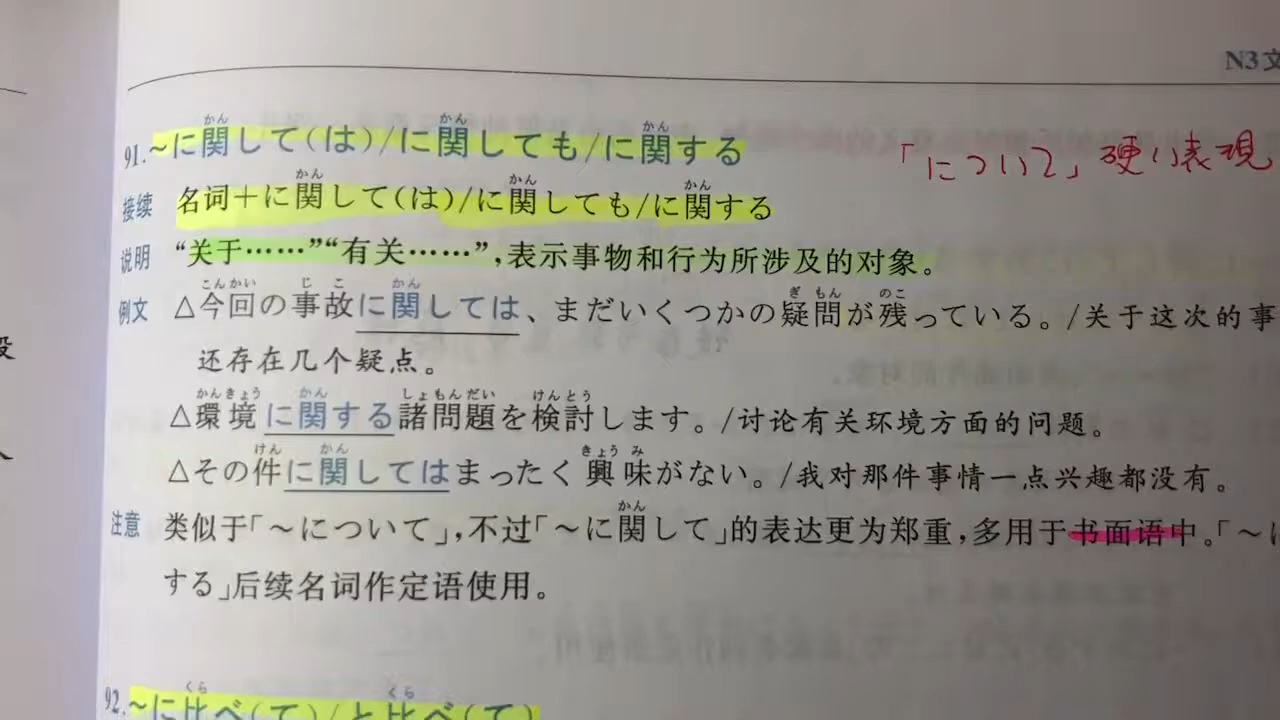 N3文
91.~に関して(は)/に関しても/に関する
「について」硬い表現
接续 名词+に関して(は)/に関しても/に関する
说明 “关于……”“有关……”,表示事物和行为所涉及的对象。
例文 △今回の事故に関しては、まだいくつかの疑問が残っている。/关于这次的事
还存在几个疑点。
△環境に関する諸問題を検討します。/讨论有关环境方面的问题。
△その件に関してはまったく興味がない。/我对那件事情一点兴趣都没有。
注意 类似于「~について」,不过「~に関して」的表达更为郑重,多用于书面语中。「~に
する」后续名词作定语使用。
92.~に比べ(て)/と比べ(て)